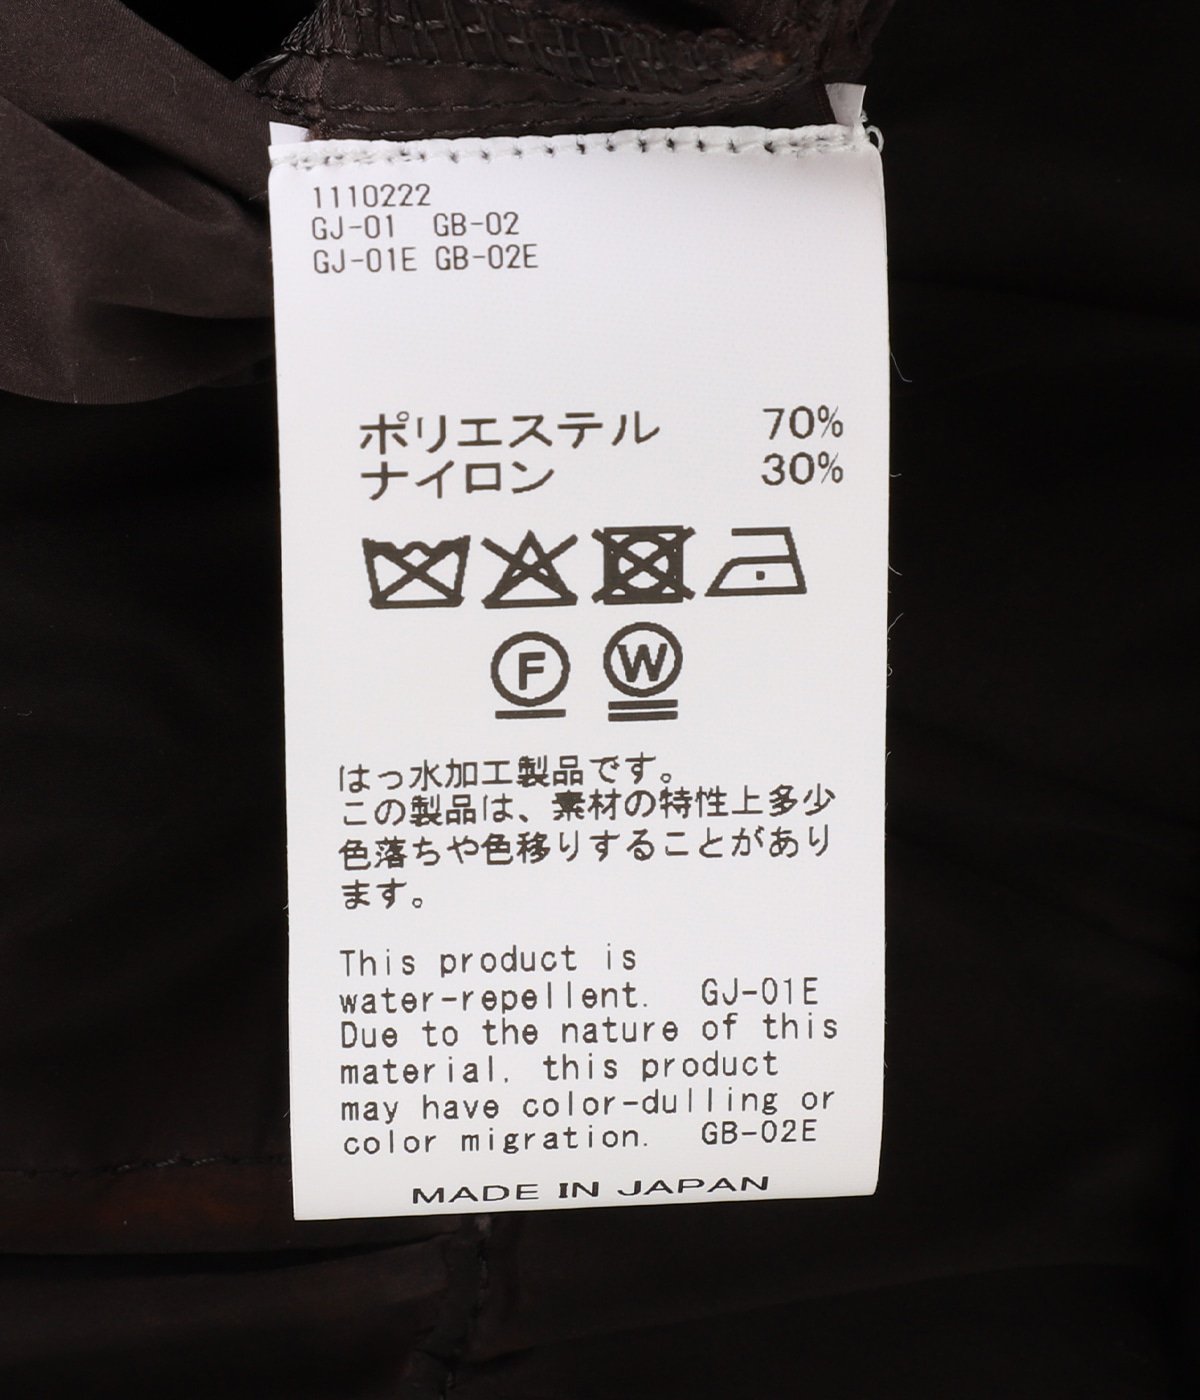 1110222
GJ-01 GB-02
GJ-01E GB-02E
ポリエステル 70%
ナイロン 30%
F W
はっ水加工製品です。
この製品は、素材の特性上多少
色落ちや色移りすることがあり
ます。
This product is
water-repellent. GJ-01E
Due to the nature of this
material. this product
may have color-dulling or
color migration. GB-02E
MADE IN JAPAN